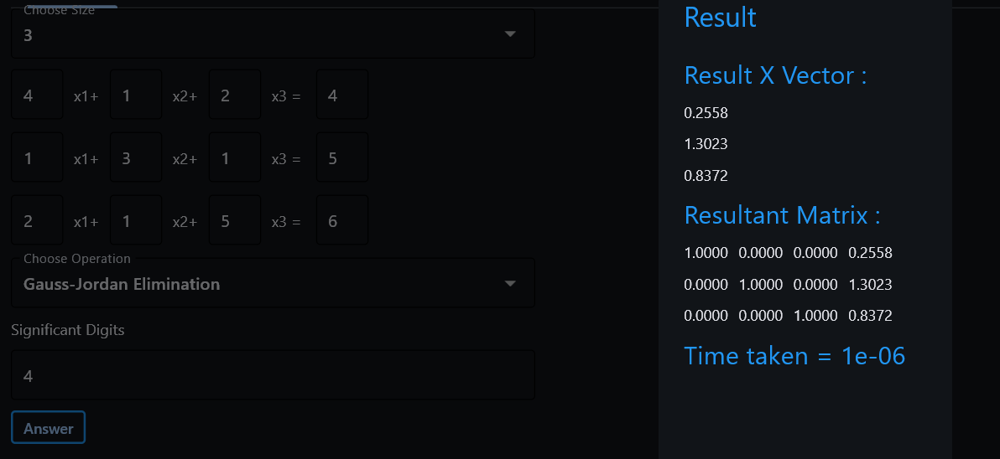 Choose Size
3
4 x1+ 1 x2+ 2 x3 = 4
1 x1+ 3 x2+ 1 x3 = 5
2 x1+ 1 x2+ 5 x3 = 6
Choose Operation
Gauss-Jordan Elimination
Significant Digits
4
Answer
Result
Result X Vector :
0.2558
1.3023
0.8372
Resultant Matrix :
1.0000 0.0000 0.0000 0.2558
0.0000 1.0000 0.0000 1.3023
0.0000 0.0000 1.0000 0.8372
Time taken = 1e-06